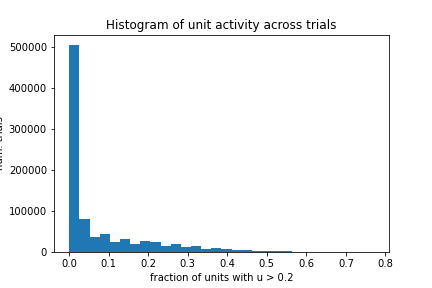 Histogram of unit activity across trials
500000
400000
300000
200000
100000
0
0.0 0.1 0.2 0.3 0.4 0.5 0.6 0.7 0.8
fraction of units with u > 0.2